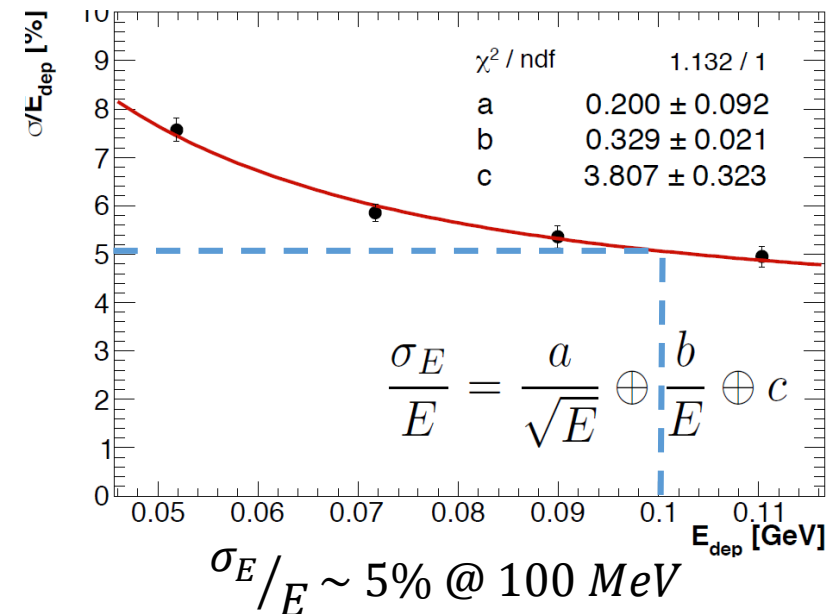 σ/E_dep [%]
10
9
8
7
6
5
4
3
2
1
0
χ² / ndf 1.132 / 1
a 0.200 ± 0.092
b 0.329 ± 0.021
c 3.807 ± 0.323
σ_E/E = a/√E ⊕ b/E ⊕ c
0.05 0.06 0.07 0.08 0.09 0.1 0.11
E_dep [GeV]
σ_E/E ~ 5% @ 100 MeV